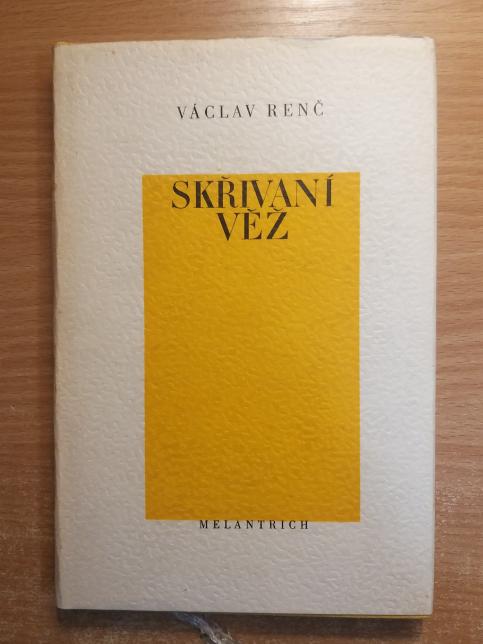 VÁCLAV RENČ
SKŘIVANÍ
VĚŽ
MELANTRICH